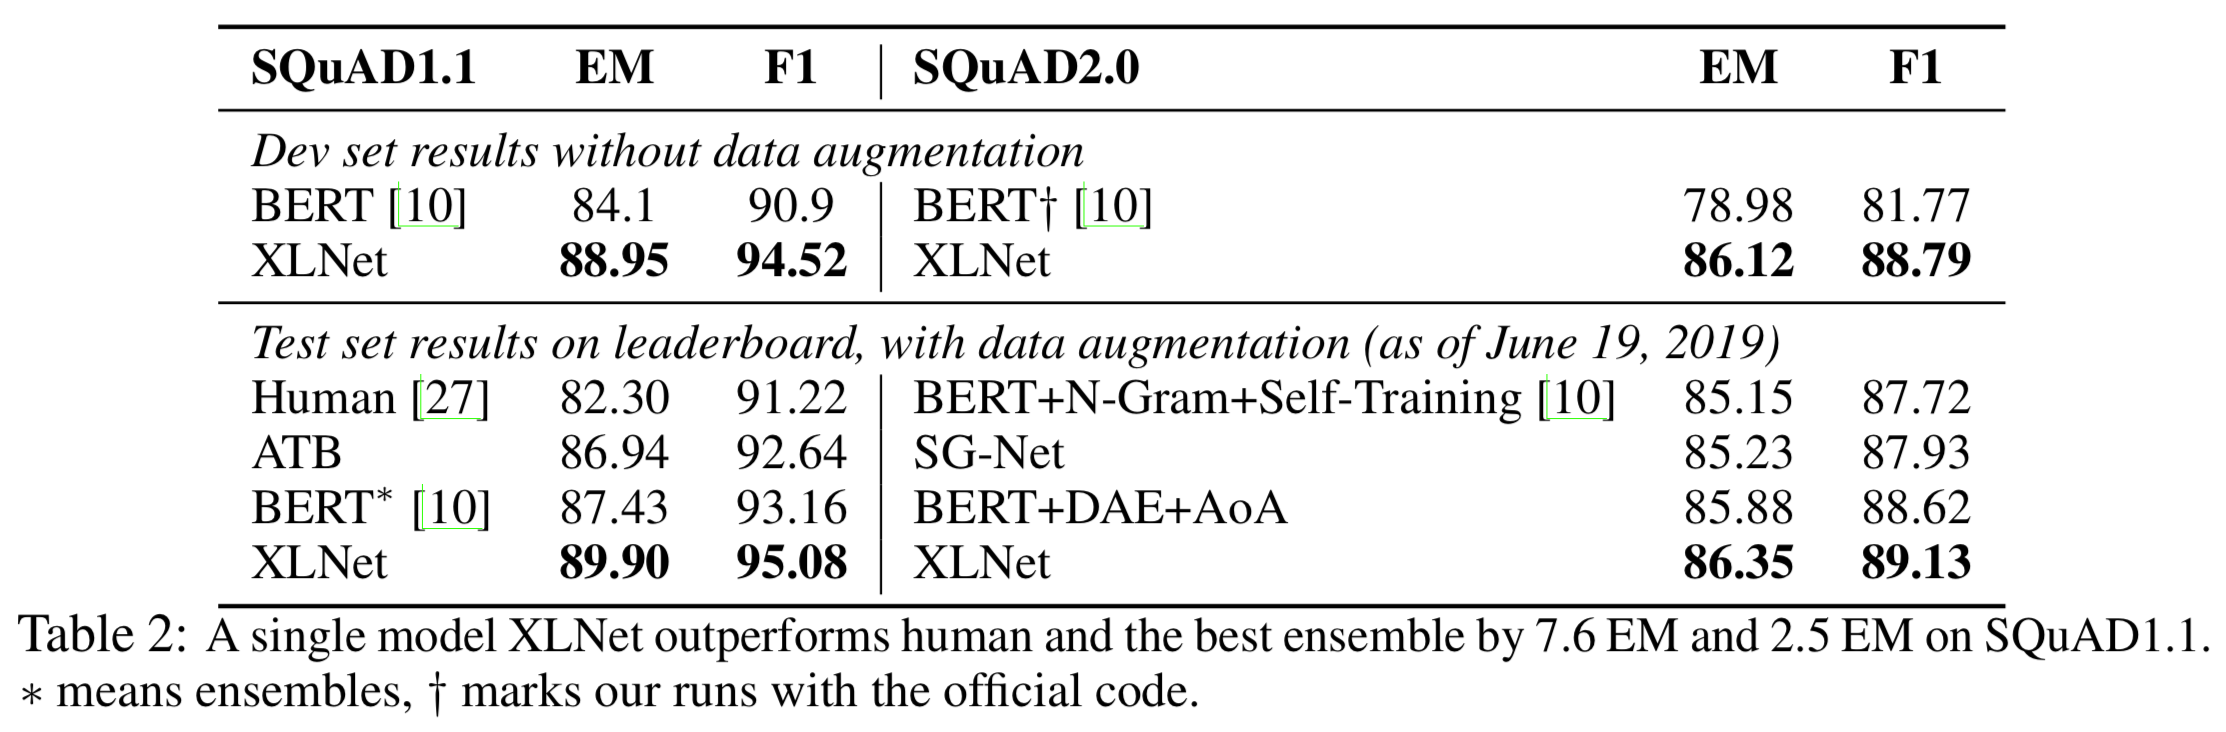 SQuAD1.1 EM F1 SQuAD2.0 EM F1
Dev set results without data augmentation
BERT [10] 84.1 90.9 BERT† [10] 78.98 81.77
XLNet 88.95 94.52 XLNet 86.12 88.79
Test set results on leaderboard, with data augmentation (as of June 19, 2019)
Human [27] 82.30 91.22 BERT+N-Gram+Self-Training [10] 85.15 87.72
ATB 86.94 92.64 SG-Net 85.23 87.93
BERT* [10] 87.43 93.16 BERT+DAE+AoA 85.88 88.62
XLNet 89.90 95.08 XLNet 86.35 89.13
Table 2: A single model XLNet outperforms human and the best ensemble by 7.6 EM and 2.5 EM on SQuAD1.1.
* means ensembles, † marks our runs with the official code.